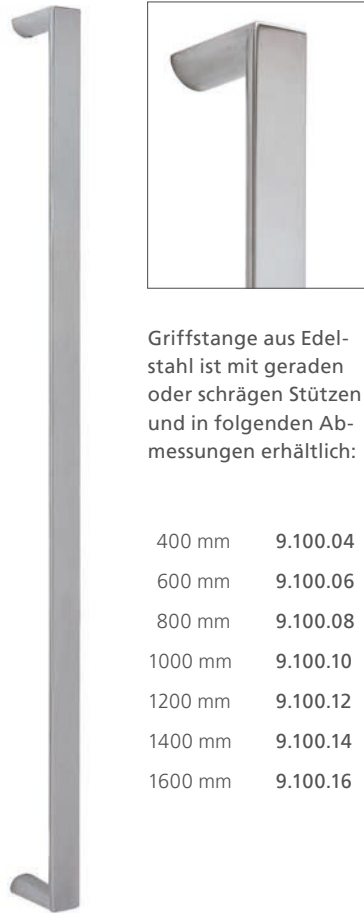 Griffstange aus Edel-
stahl ist mit geraden
oder schrägen Stützen
und in folgenden Ab-
messungen erhältlich:
400 mm 9.100.04
600 mm 9.100.06
800 mm 9.100.08
1000 mm 9.100.10
1200 mm 9.100.12
1400 mm 9.100.14
1600 mm 9.100.16